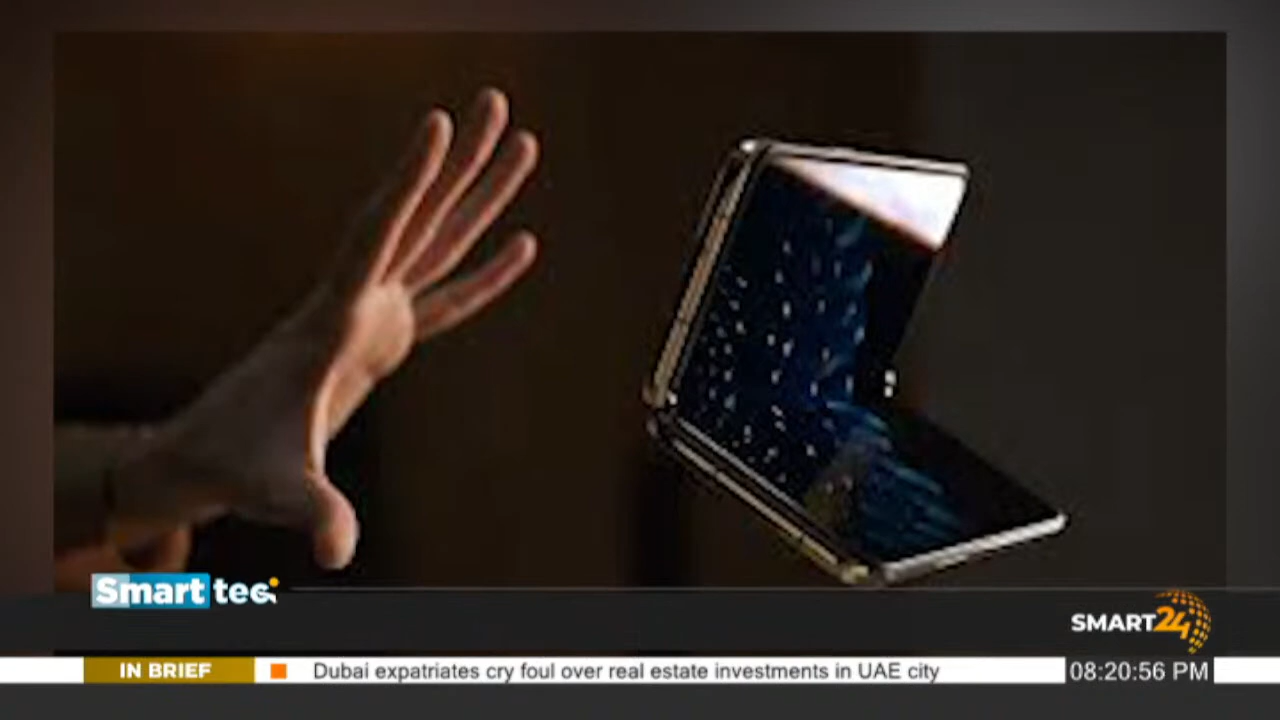 Smart tec
SMART24
IN BRIEF
Dubai expatriates cry foul over real estate investments in UAE city
08:20:56 PM